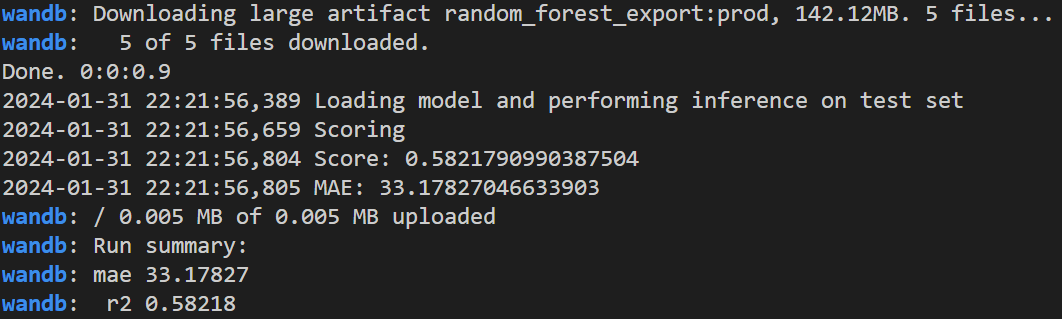 wandb: Downloading large artifact random_forest_export:prod, 142.12MB. 5 files...
wandb:   5 of 5 files downloaded.
Done. 0:0:0.9
2024-01-31 22:21:56,389 Loading model and performing inference on test set
2024-01-31 22:21:56,659 Scoring
2024-01-31 22:21:56,804 Score: 0.5821790990387504
2024-01-31 22:21:56,805 MAE: 33.17827046633903
wandb: / 0.005 MB of 0.005 MB uploaded
wandb: Run summary:
wandb: mae 33.17827
wandb:  r2 0.58218